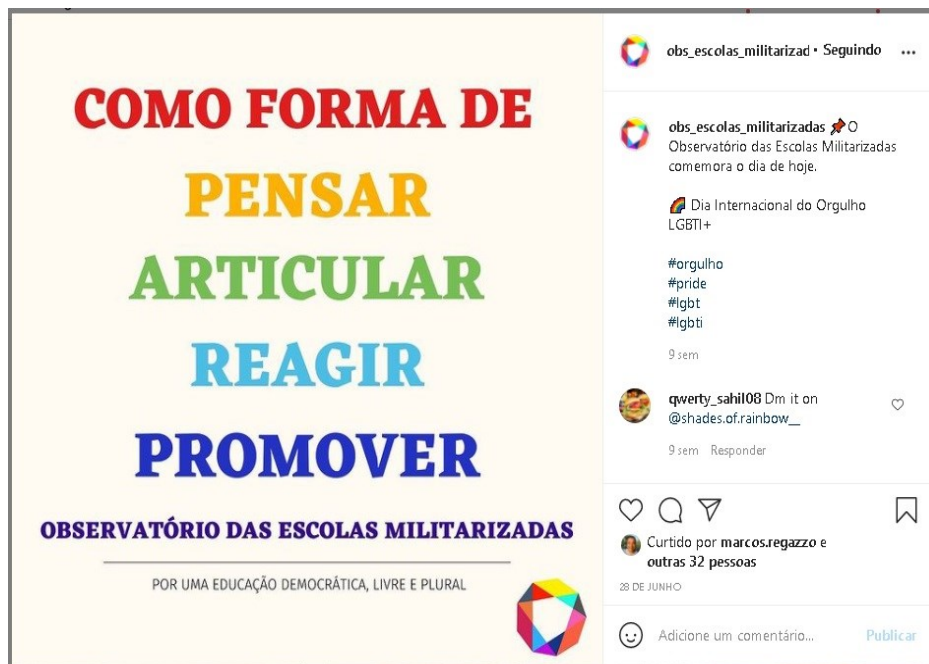 COMO FORMA DE
PENSAR
ARTICULAR
REAGIR
PROMOVER
OBSERVATÓRIO DAS ESCOLAS MILITARIZADAS
POR UMA EDUCAÇÃO DEMOCRÁTICA, LIVRE E PLURAL
obs_escolas_militarizad • Seguindo
obs_escolas_militarizadas 📌O
Observatório das Escolas Militarizadas
comemora o dia de hoje.
🌈 Dia Internacional do Orgulho
LGBTI+
#orgulho
#pride
#lgbt
#lgbti
9 sem
qwerty_sahil08 Dm it on
@shades.of.rainbow__
9 sem Responder
Curtido por marcos.regazzo e
outras 32 pessoas
28 DE JUNHO
Adicione um comentário... Publicar